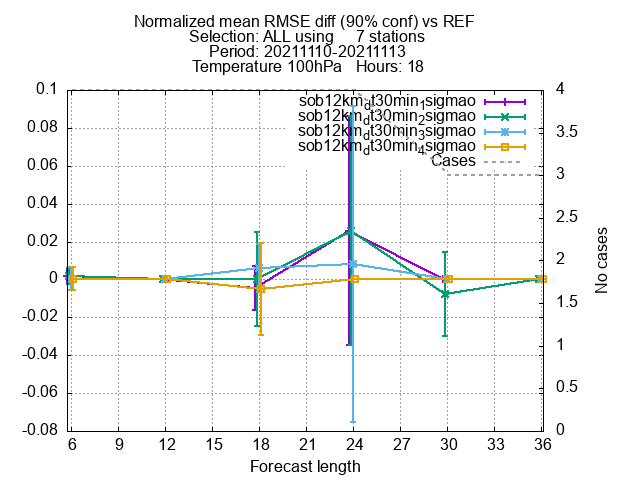 Normalized mean RMSE diff (90% conf) vs REF
Selection: ALL using 7 stations
Period: 20211110-20211113
Temperature 100hPa Hours: 18
0.1
0.08
0.06
0.04
0.02
0
-0.02
-0.04
-0.06
-0.08
4
3.5
3
2.5
2
1.5
1
0.5
0
sob12km_dt30min_1sigmao
sob12km_dt30min_2sigmao
sob12km_dt30min_3sigmao
sob12km_dt30min_4sigmao
Cases
No cases
6 9 12 15 18 21 24 27 30 33 36
Forecast length